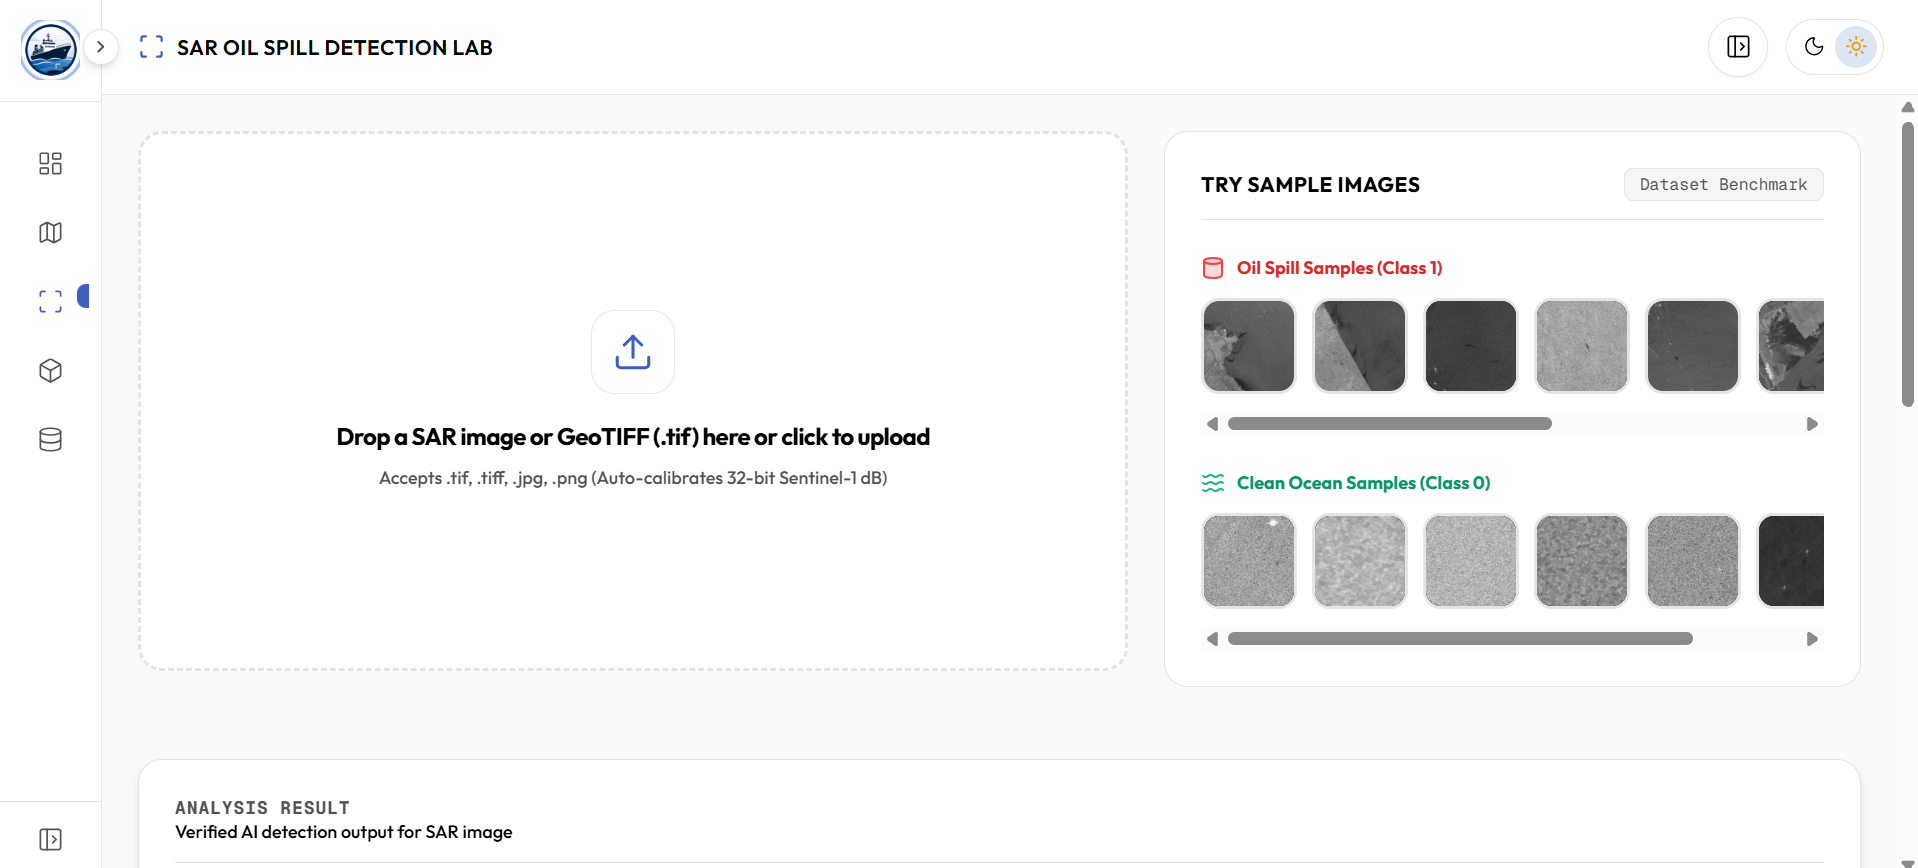 SAR OIL SPILL DETECTION LAB
Drop a SAR image or GeoTIFF (.tif) here or click to upload
Accepts .tif, .tiff, .jpg, .png (Auto-calibrates 32-bit Sentinel-1 dB)
TRY SAMPLE IMAGES
Dataset Benchmark
Oil Spill Samples (Class 1)
Clean Ocean Samples (Class 0)
ANALYSIS RESULT
Verified AI detection output for SAR image